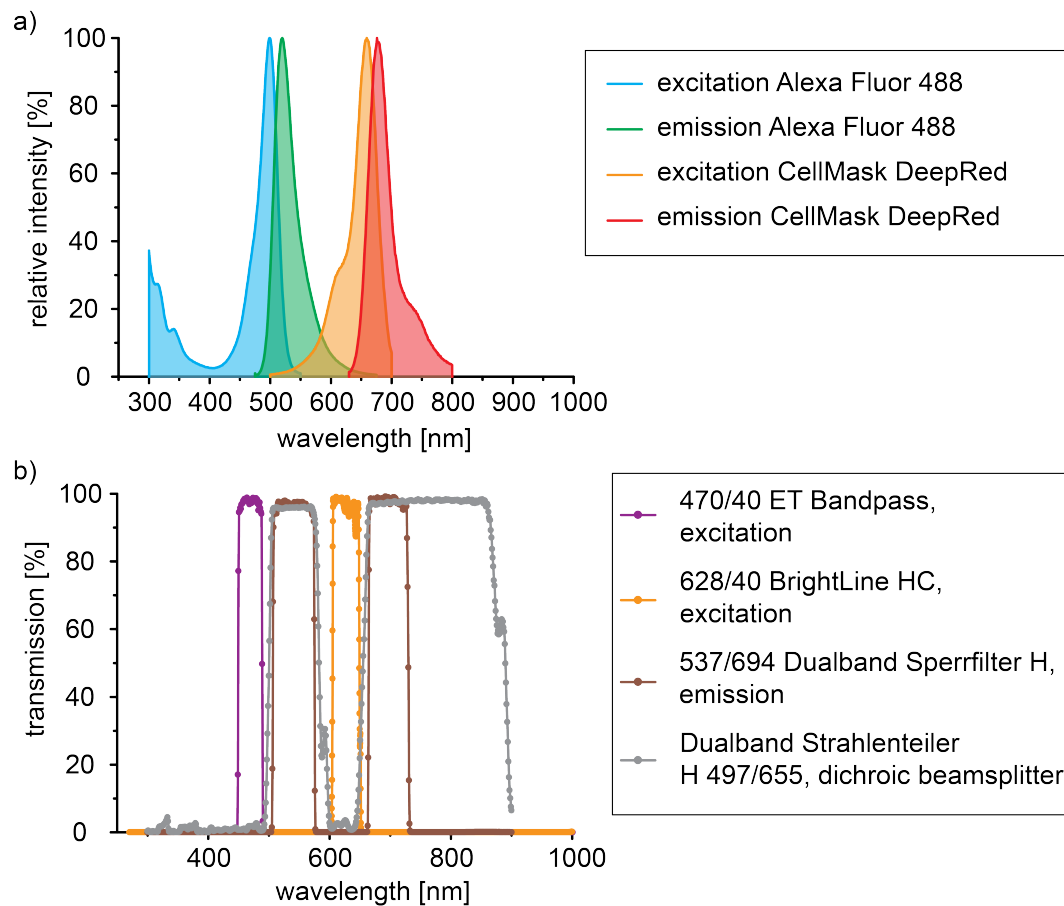 a)
100
80
60
40
20
0
relative intensity [%]
300 400 500 600 700 800 900 1000
wavelength [nm]
excitation Alexa Fluor 488
emission Alexa Fluor 488
excitation CellMask DeepRed
emission CellMask DeepRed
b)
100
80
60
40
20
0
transmission [%]
400 600 800 1000
wavelength [nm]
470/40 ET Bandpass,
excitation
628/40 BrightLine HC,
excitation
537/694 Dualband Sperrfilter H,
emission
Dualband Strahlenteiler
H 497/655, dichroic beamsplitter